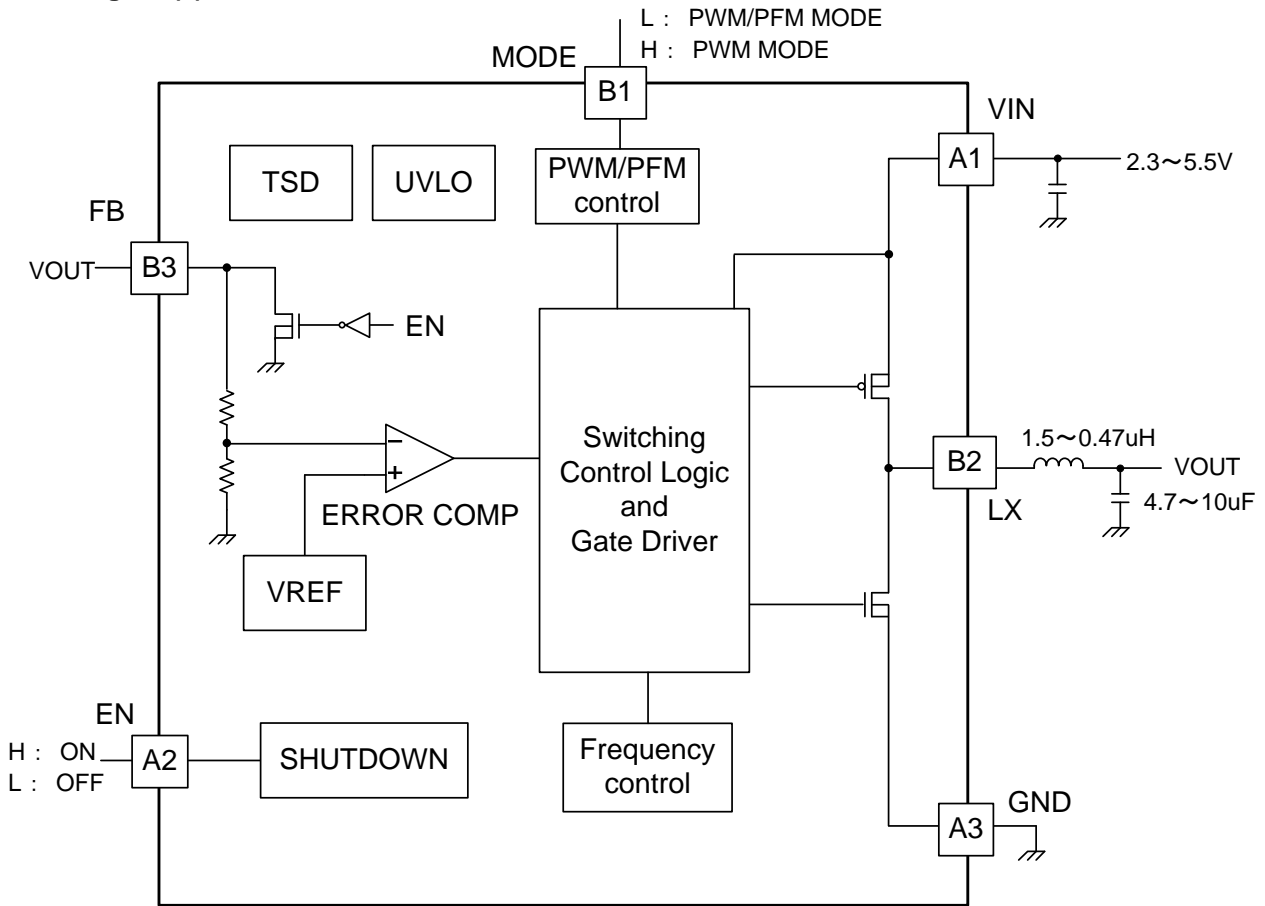 L : PWM/PFM MODE
H : PWM MODE
MODE
B1
VIN
A1
2.3～5.5V
TSD
UVLO
PWM/PFM
control
FB
VOUT
B3
EN
Switching
Control Logic
and
Gate Driver
ERROR COMP
VREF
1.5～0.47uH
B2
VOUT
LX
4.7～10uF
EN
H : ON
L : OFF
A2
SHUTDOWN
Frequency
control
GND
A3
−
+